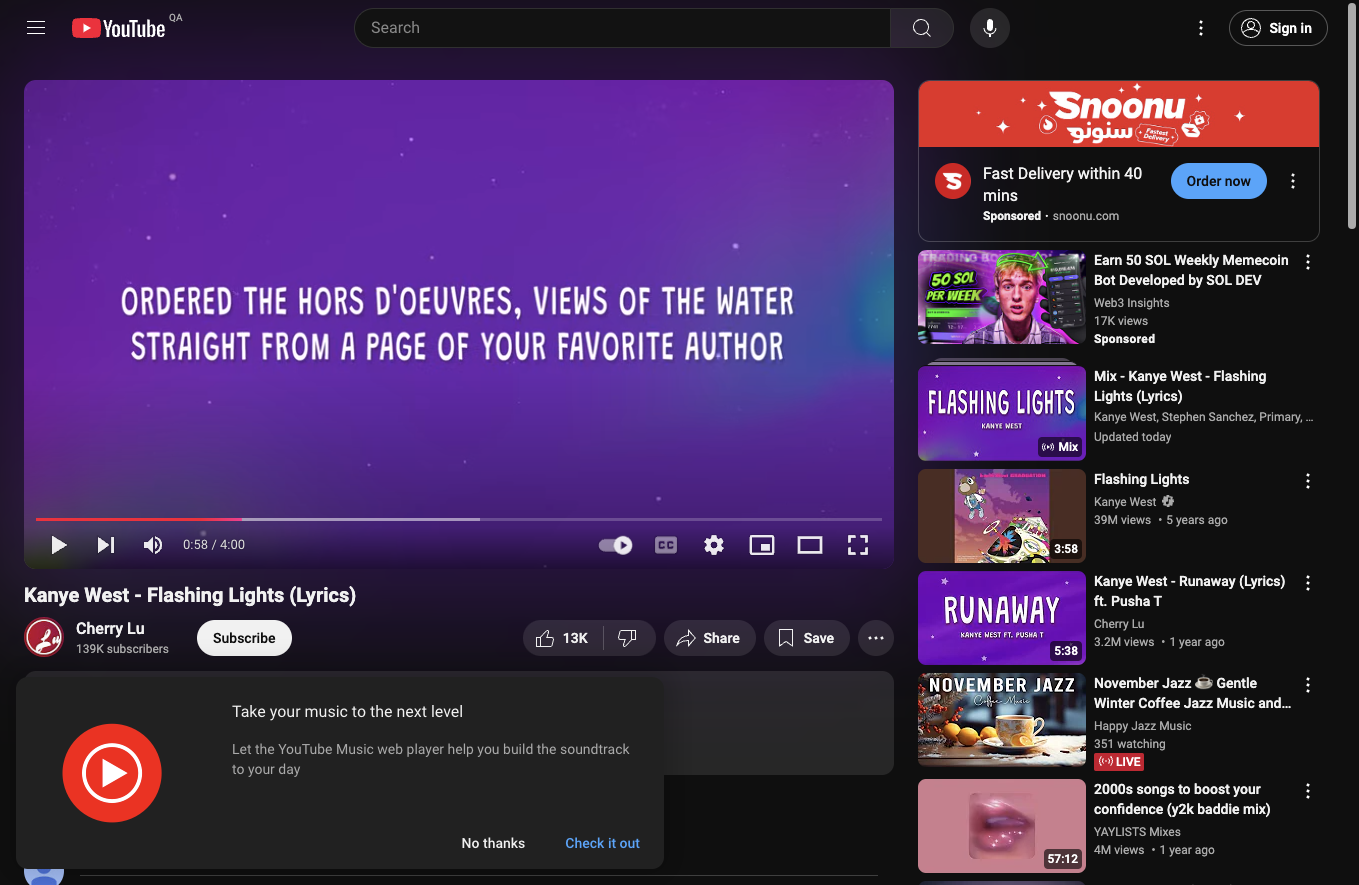 YouTube QA
Search
Sign in
ORDERED THE HORS D'OEUVRES, VIEWS OF THE WATER
STRAIGHT FROM A PAGE OF YOUR FAVORITE AUTHOR
0:58 / 4:00
CC
Kanye West - Flashing Lights (Lyrics)
Cherry Lu
139K subscribers
Subscribe
13K
Share
Save
Take your music to the next level
Let the YouTube Music web player help you build the soundtrack
to your day
No thanks
Check it out
Snoonu
سنونو
Fastest
Delivery
Fast Delivery within 40
mins
Sponsored · snoonu.com
Order now
TRADING BO
50 SOL
PER WEEK
Earn 50 SOL Weekly Memecoin
Bot Developed by SOL DEV
Web3 Insights
17K views
Sponsored
FLASHING LIGHTS
KANYE WEST
Mix
Mix - Kanye West - Flashing
Lights (Lyrics)
Kanye West, Stephen Sanchez, Primary, ...
Updated today
3:58
Flashing Lights
Kanye West
39M views • 5 years ago
RUNAWAY
KANYE WEST FT. PUSHA T
5:38
Kanye West - Runaway (Lyrics)
ft. Pusha T
Cherry Lu
3.2M views • 1 year ago
NOVEMBER JAZZ
Coffee Music
November Jazz ☕ Gentle
Winter Coffee Jazz Music and...
Happy Jazz Music
351 watching
LIVE
57:12
2000s songs to boost your
confidence (y2k baddie mix)
YAYLISTS Mixes
4M views • 1 year ago